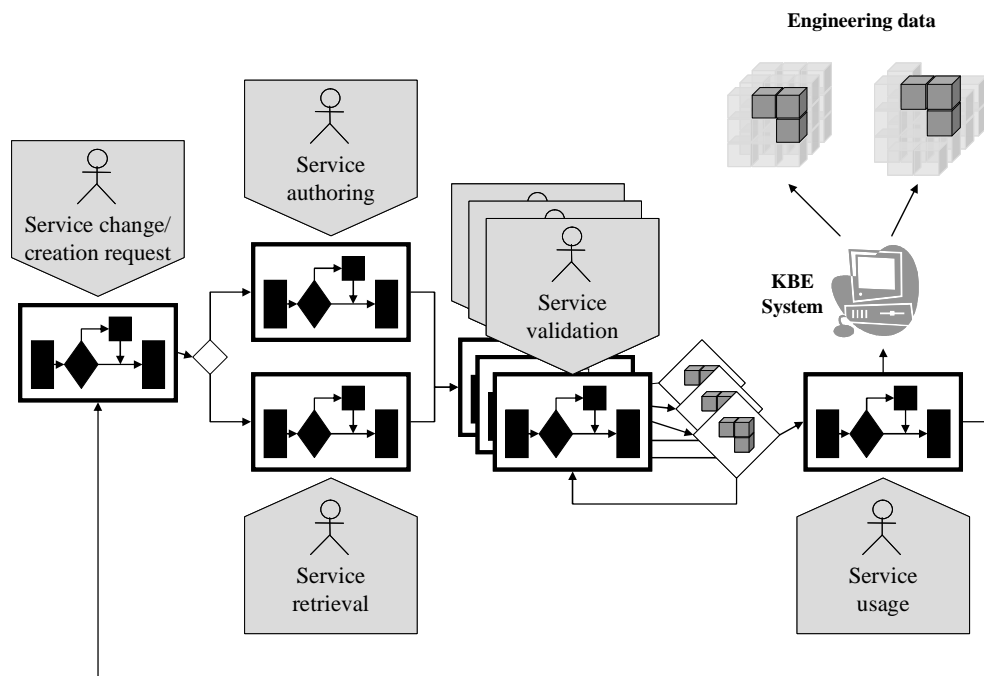 Engineering data
Service
authoring
Service change/
creation request
Service
validation
KBE
System
Service
retrieval
Service
usage